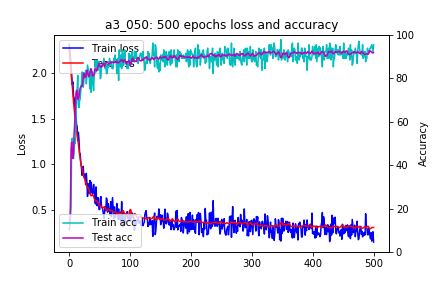 a3_050: 500 epochs loss and accuracy
Train loss
Test loss
2.0
1.5
1.0
0.5
Loss
100
80
60
40
20
0
Accuracy
Train acc
Test acc
0
100
200
300
400
500